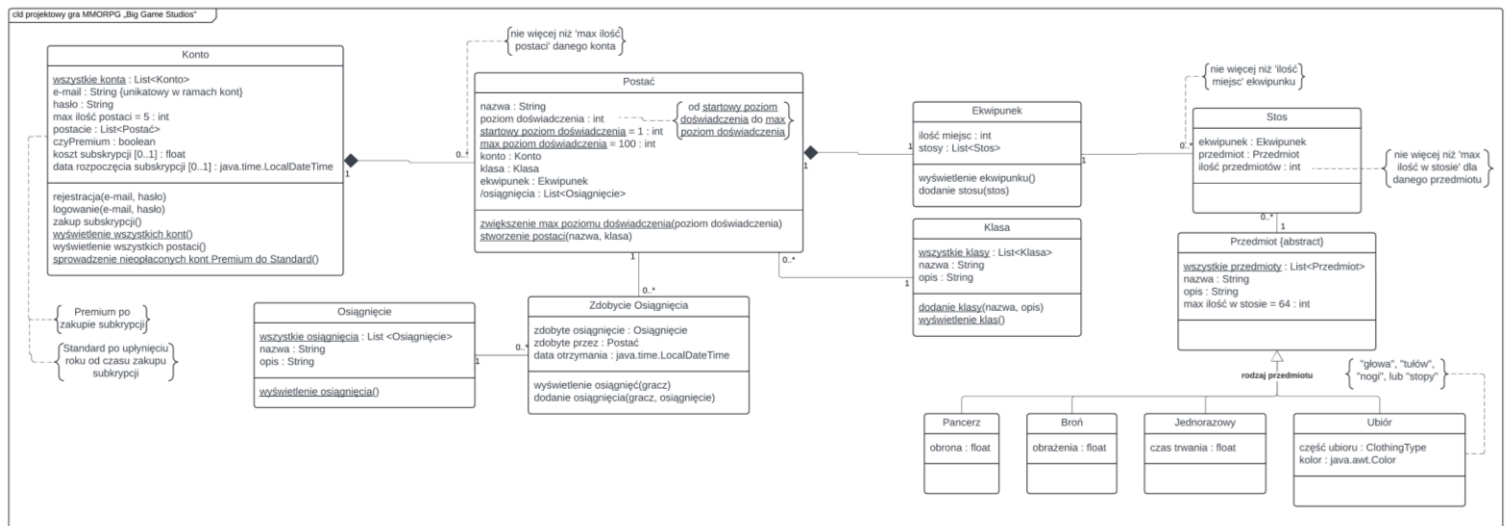 cld projektowy gra MMORPG „Big Game Studios"
Konto
wszystkie konta : List<Konto>
e-mail : String {unikatowy w ramach kont}
hasło : String
max ilość postaci = 5 : int
postacie : List<Postać>
czyPremium : boolean
koszt subskrypcji [0..1] : float
data rozpoczęcia subskrypcji [0..1] : java.time.LocalDateTime
rejestracja(e-mail, hasło)
logowanie(e-mail, hasło)
zakup subskrypcji()
wyświetlenie wszystkich kont()
wyświetlenie wszystkich postaci()
sprowadzenie nieopłaconych kont Premium do Standard()
Premium po
zakupie subkrypcji
Standard po upłynięciu
roku od czasu zakupu
subkrypcji
1
0..*
nie więcej niż 'max ilość
postaci' danego konta
Postać
nazwa : String
poziom doświadczenia : int
startowy poziom doświadczenia = 1 : int
max poziom doświadczenia = 100 : int
konto : Konto
klasa : Klasa
ekwipunek : Ekwipunek
/osiągnięcia : List<Osiągnięcie>
od startowy poziom
doświadczenia do max
poziom doświadczenia
zwiększenie max poziomu doświadczenia(poziom doświadczenia)
stworzenie postaci(nazwa, klasa)
1
0..*
1
1
0..*
1
Osiągnięcie
wszystkie osiągnięcia : List <Osiągnięcie>
nazwa : String
opis : String
wyświetlenie osiągnięcia()
1
0..*
Zdobycie Osiągnięcia
zdobyte osiągnięcie : Osiągnięcie
zdobyte przez : Postać
data otrzymania : java.time.LocalDateTime
wyświetlenie osiągnięć(gracz)
dodanie osiągnięcia(gracz, osiągnięcie)
Ekwipunek
ilość miejsc : int
stosy : List<Stos>
wyświetlenie ekwipunku()
dodanie stosu(stos)
1
0..*
Klasa
wszystkie klasy : List<Klasa>
nazwa : String
opis : String
dodanie klasy(nazwa, opis)
wyświetlenie klas()
nie więcej niż 'ilość
miejsc' ekwipunku
Stos
ekwipunek : Ekwipunek
przedmiot : Przedmiot
ilość przedmiotów : int
nie więcej niż 'max
ilość w stosie' dla
danego przedmiotu
0..*
1
Przedmiot {abstract}
wszystkie przedmioty : List<Przedmiot>
nazwa : String
opis : String
max ilość w stosie = 64 : int
rodzaj przedmiotu
"głowa", "tułów",
"nogi", lub "stopy"
Pancerz
obrona : float
Broń
obrażenia : float
Jednorazowy
czas trwania : float
Ubiór
część ubioru : ClothingType
kolor : java.awt.Color